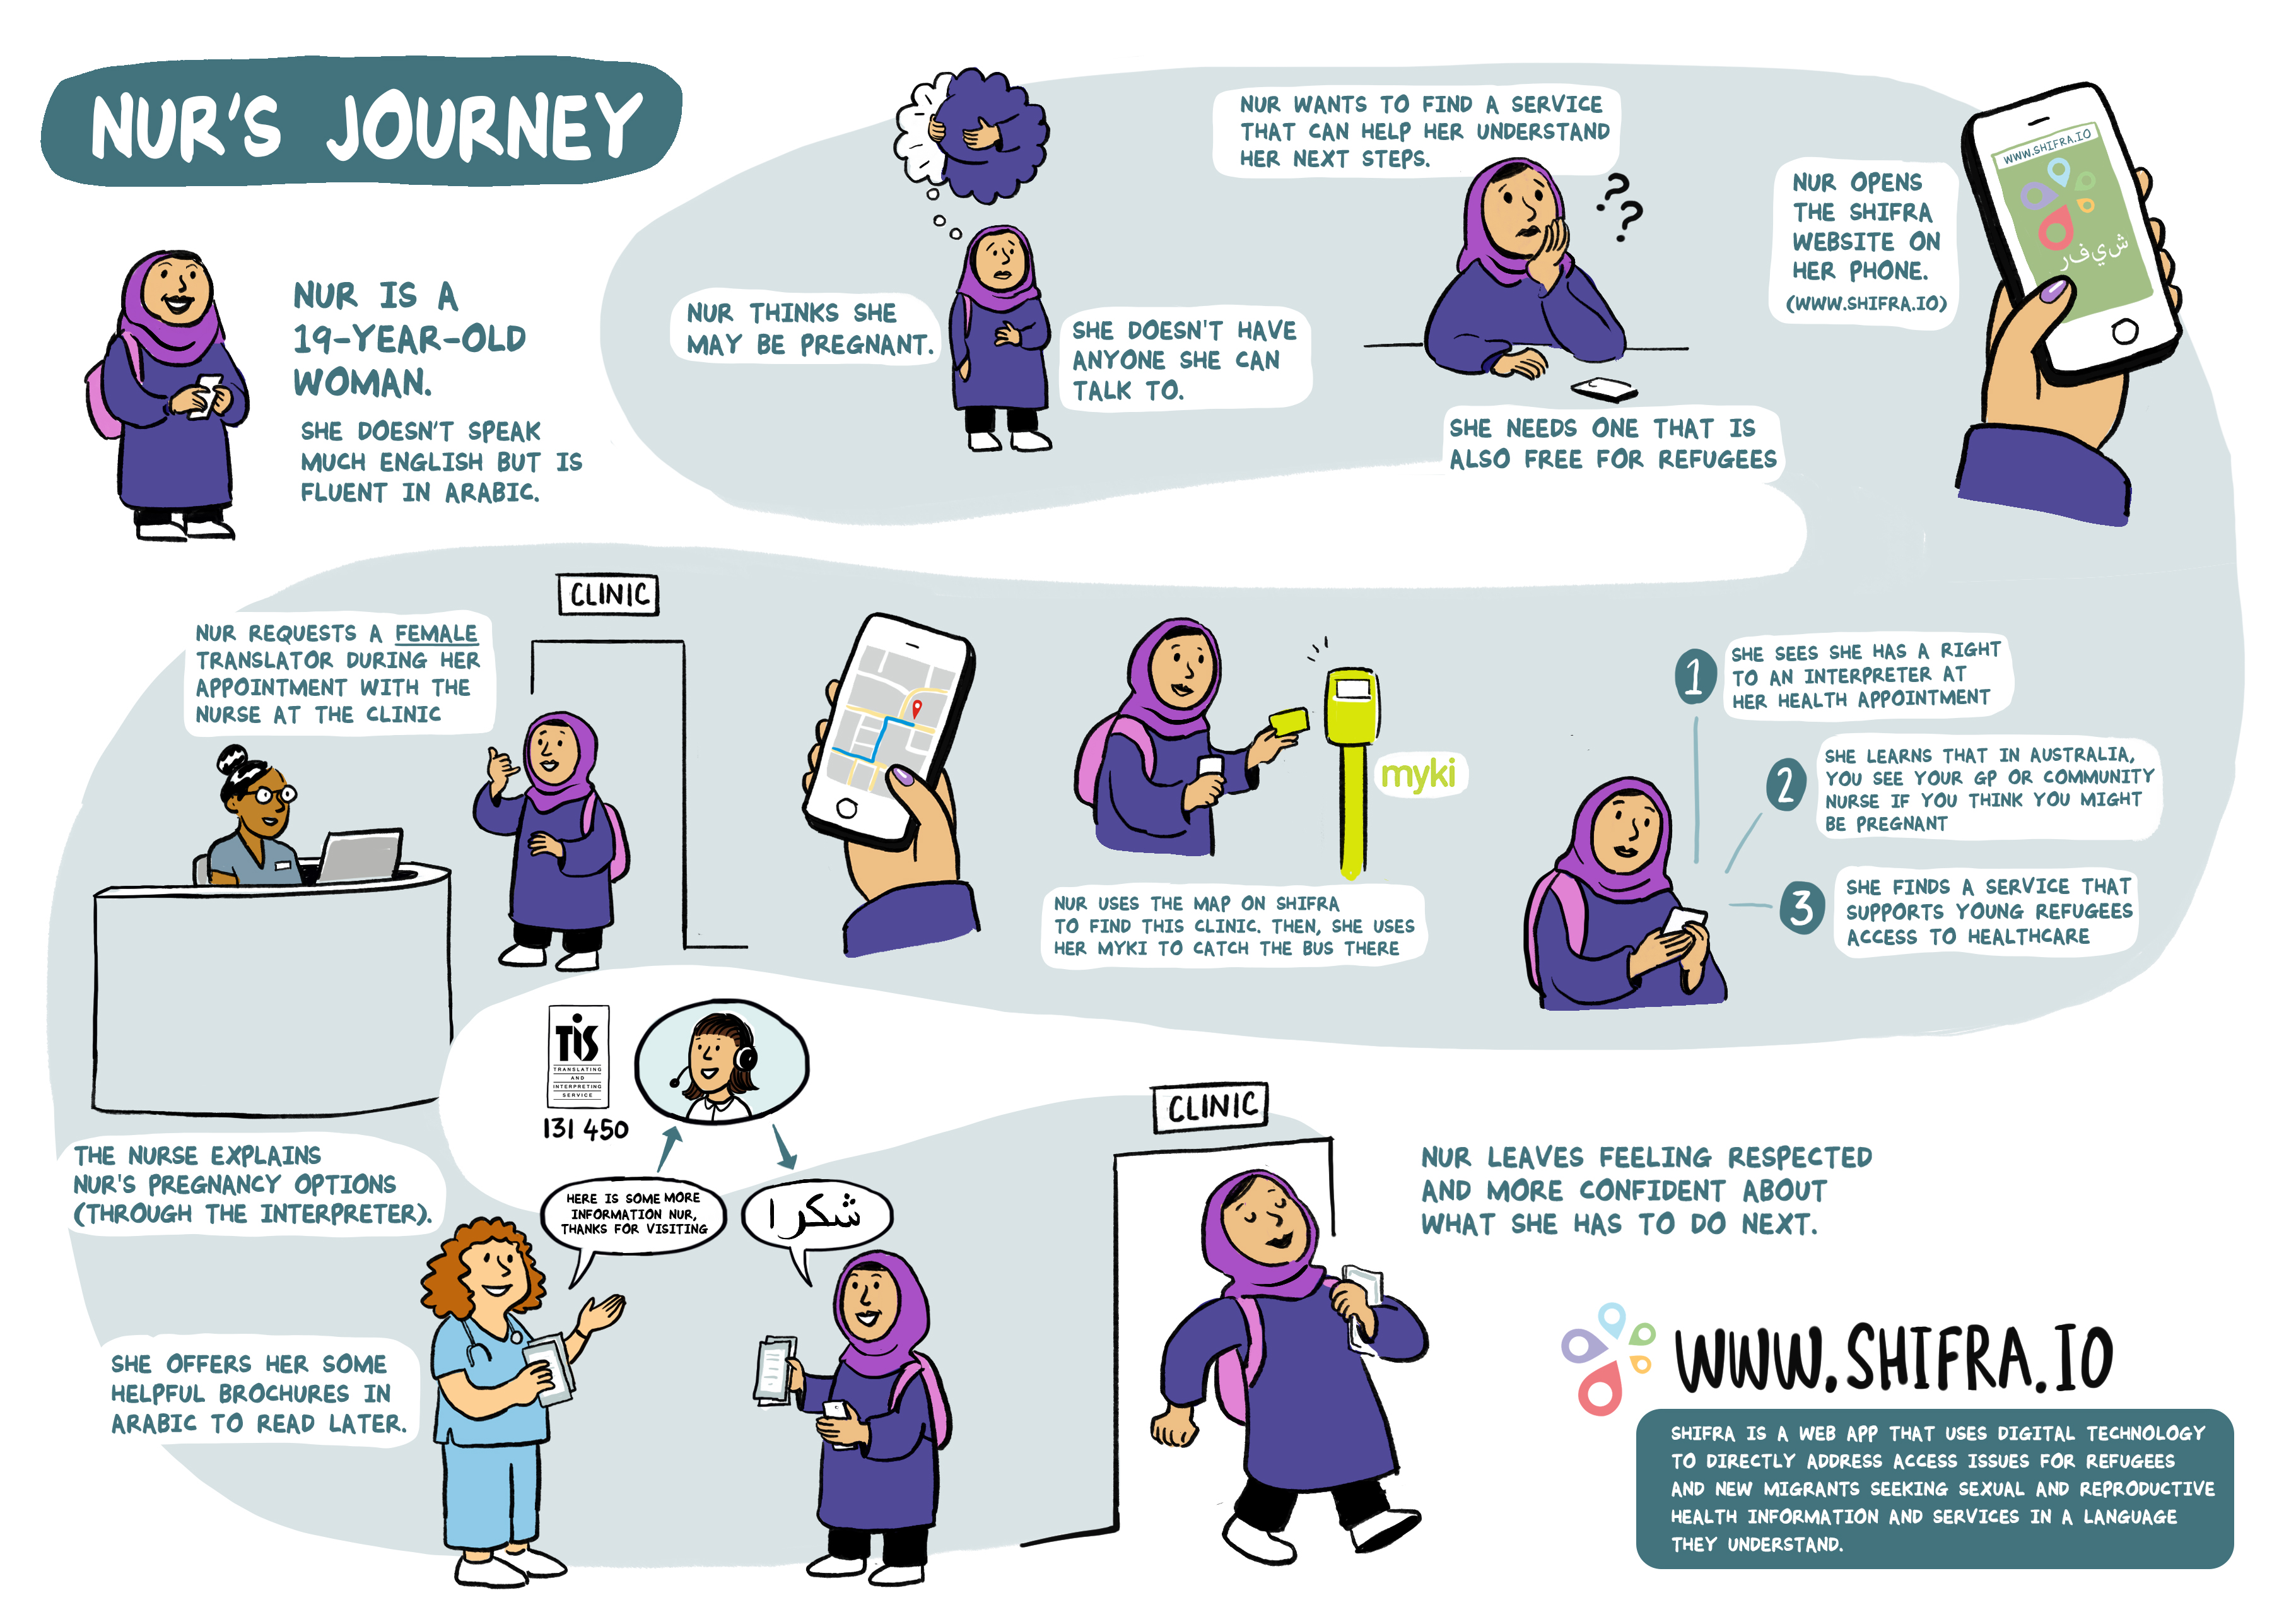 NUR'S JOURNEY
NUR IS A
19-YEAR-OLD
WOMAN.
SHE DOESN'T SPEAK
MUCH ENGLISH BUT IS
FLUENT IN ARABIC.
NUR THINKS SHE
MAY BE PREGNANT.
SHE DOESN'T HAVE
ANYONE SHE CAN
TALK TO.
NUR WANTS TO FIND A SERVICE
THAT CAN HELP HER UNDERSTAND
HER NEXT STEPS.
??
SHE NEEDS ONE THAT IS
ALSO FREE FOR REFUGEES
NUR OPENS
THE SHIFRA
WEBSITE ON
HER PHONE.
(WWW.SHIFRA.IO)
WWW.SHIFRA.IO
شيفر
1
SHE SEES SHE HAS A RIGHT
TO AN INTERPRETER AT
HER HEALTH APPOINTMENT
2
SHE LEARNS THAT IN AUSTRALIA,
YOU SEE YOUR GP OR COMMUNITY
NURSE IF YOU THINK YOU MIGHT
BE PREGNANT
3
SHE FINDS A SERVICE THAT
SUPPORTS YOUNG REFUGEES
ACCESS TO HEALTHCARE
myki
NUR USES THE MAP ON SHIFRA
TO FIND THIS CLINIC. THEN, SHE USES
HER MYKI TO CATCH THE BUS THERE
CLINIC
NUR REQUESTS A FEMALE
TRANSLATOR DURING HER
APPOINTMENT WITH THE
NURSE AT THE CLINIC
TIS
TRANSLATING
AND
INTERPRETING
SERVICE
131 450
THE NURSE EXPLAINS
NUR'S PREGNANCY OPTIONS
(THROUGH THE INTERPRETER).
HERE IS SOME MORE
INFORMATION NUR,
THANKS FOR VISITING
شكرا
SHE OFFERS HER SOME
HELPFUL BROCHURES IN
ARABIC TO READ LATER.
CLINIC
NUR LEAVES FEELING RESPECTED
AND MORE CONFIDENT ABOUT
WHAT SHE HAS TO DO NEXT.
WWW.SHIFRA.IO
SHIFRA IS A WEB APP THAT USES DIGITAL TECHNOLOGY
TO DIRECTLY ADDRESS ACCESS ISSUES FOR REFUGEES
AND NEW MIGRANTS SEEKING SEXUAL AND REPRODUCTIVE
HEALTH INFORMATION AND SERVICES IN A LANGUAGE
THEY UNDERSTAND.